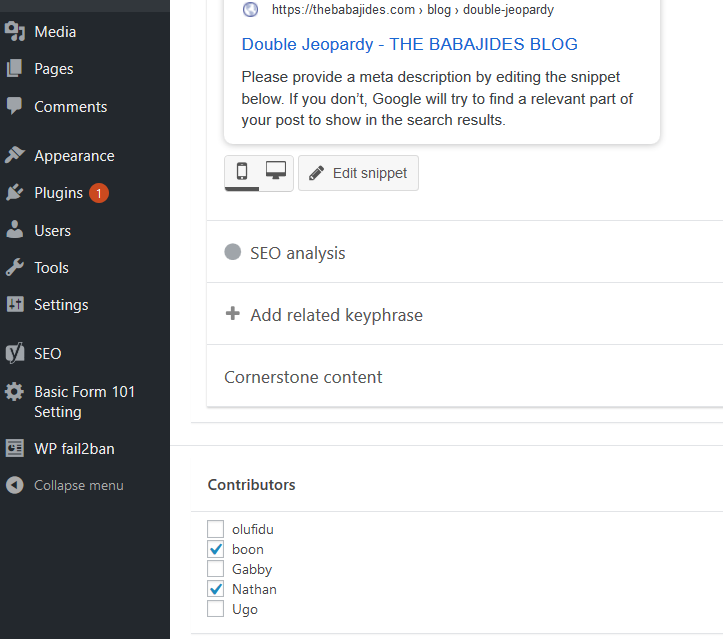 Media
Pages
Comments
Appearance
Plugins 1
Users
Tools
Settings
SEO
Basic Form 101
Setting
WP fail2ban
Collapse menu
https://thebabajides.com › blog › double-jeopardy
Double Jeopardy - THE BABAJIDES BLOG
Please provide a meta description by editing the snippet
below. If you don’t, Google will try to find a relevant part of
your post to show in the search results.
Edit snippet
SEO analysis
Add related keyphrase
Cornerstone content
Contributors
olufidu
boon
Gabby
Nathan
Ugo